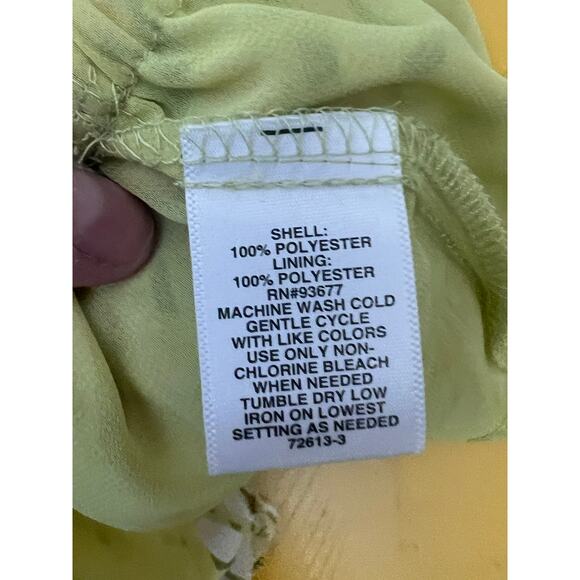 SHELL:
100% POLYESTER
LINING:
100% POLYESTER
RN#93677
MACHINE WASH COLD
GENTLE CYCLE
WITH LIKE COLORS
USE ONLY NON-
CHLORINE BLEACH
WHEN NEEDED
TUMBLE DRY LOW
IRON ON LOWEST
SETTING AS NEEDED
72613-3